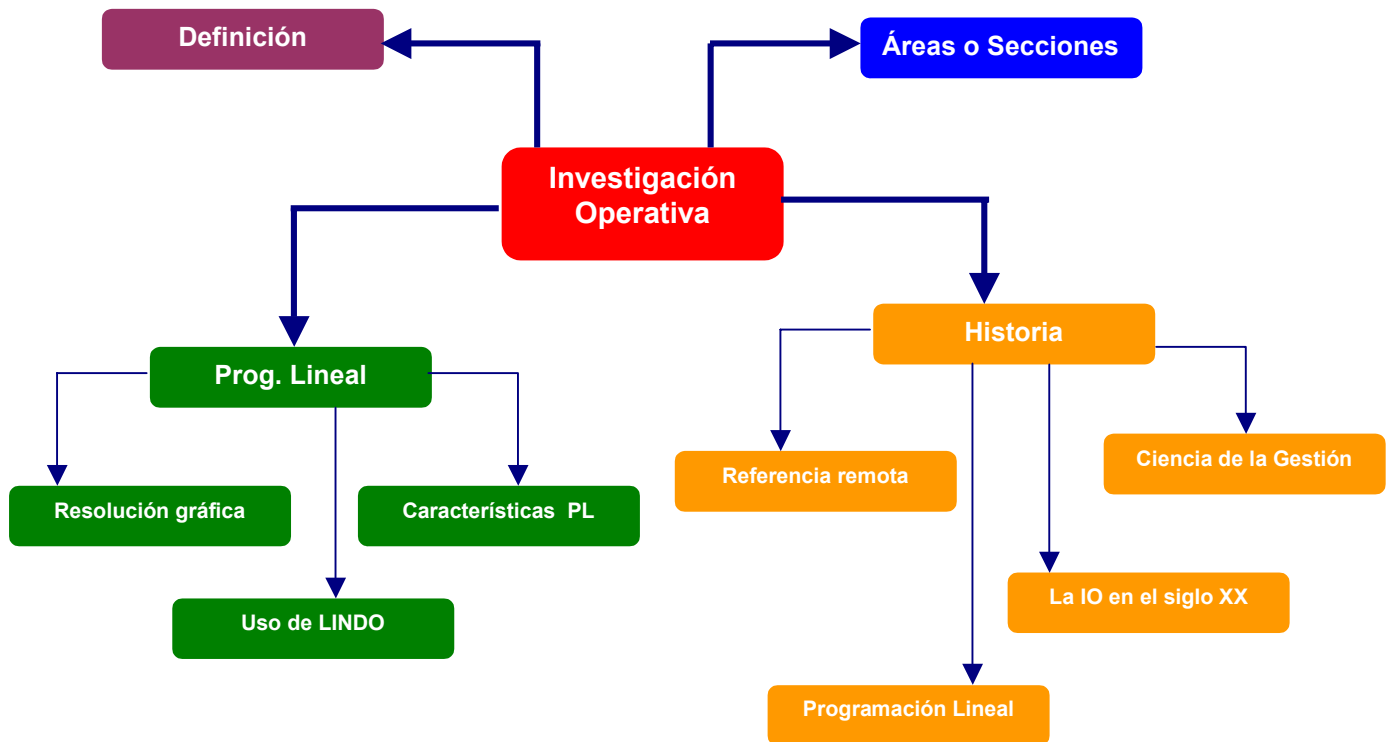 Definición
Áreas o Secciones
Investigación
Operativa
Historia
Prog. Lineal
Ciencia de la Gestión
Referencia remota
Resolución gráfica
Características PL
La IO en el siglo XX
Uso de LINDO
Programación Lineal